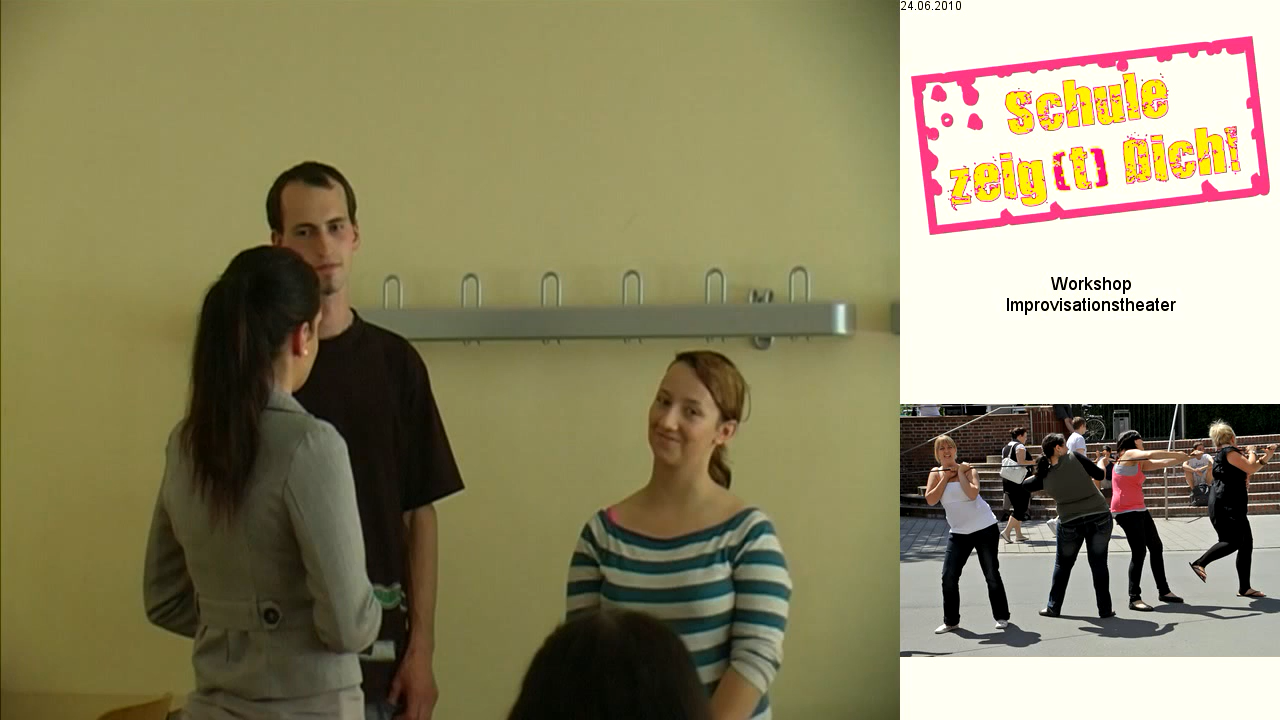 24.06.2010
Schule
zeig(t) Dich!
Workshop
Improvisationstheater